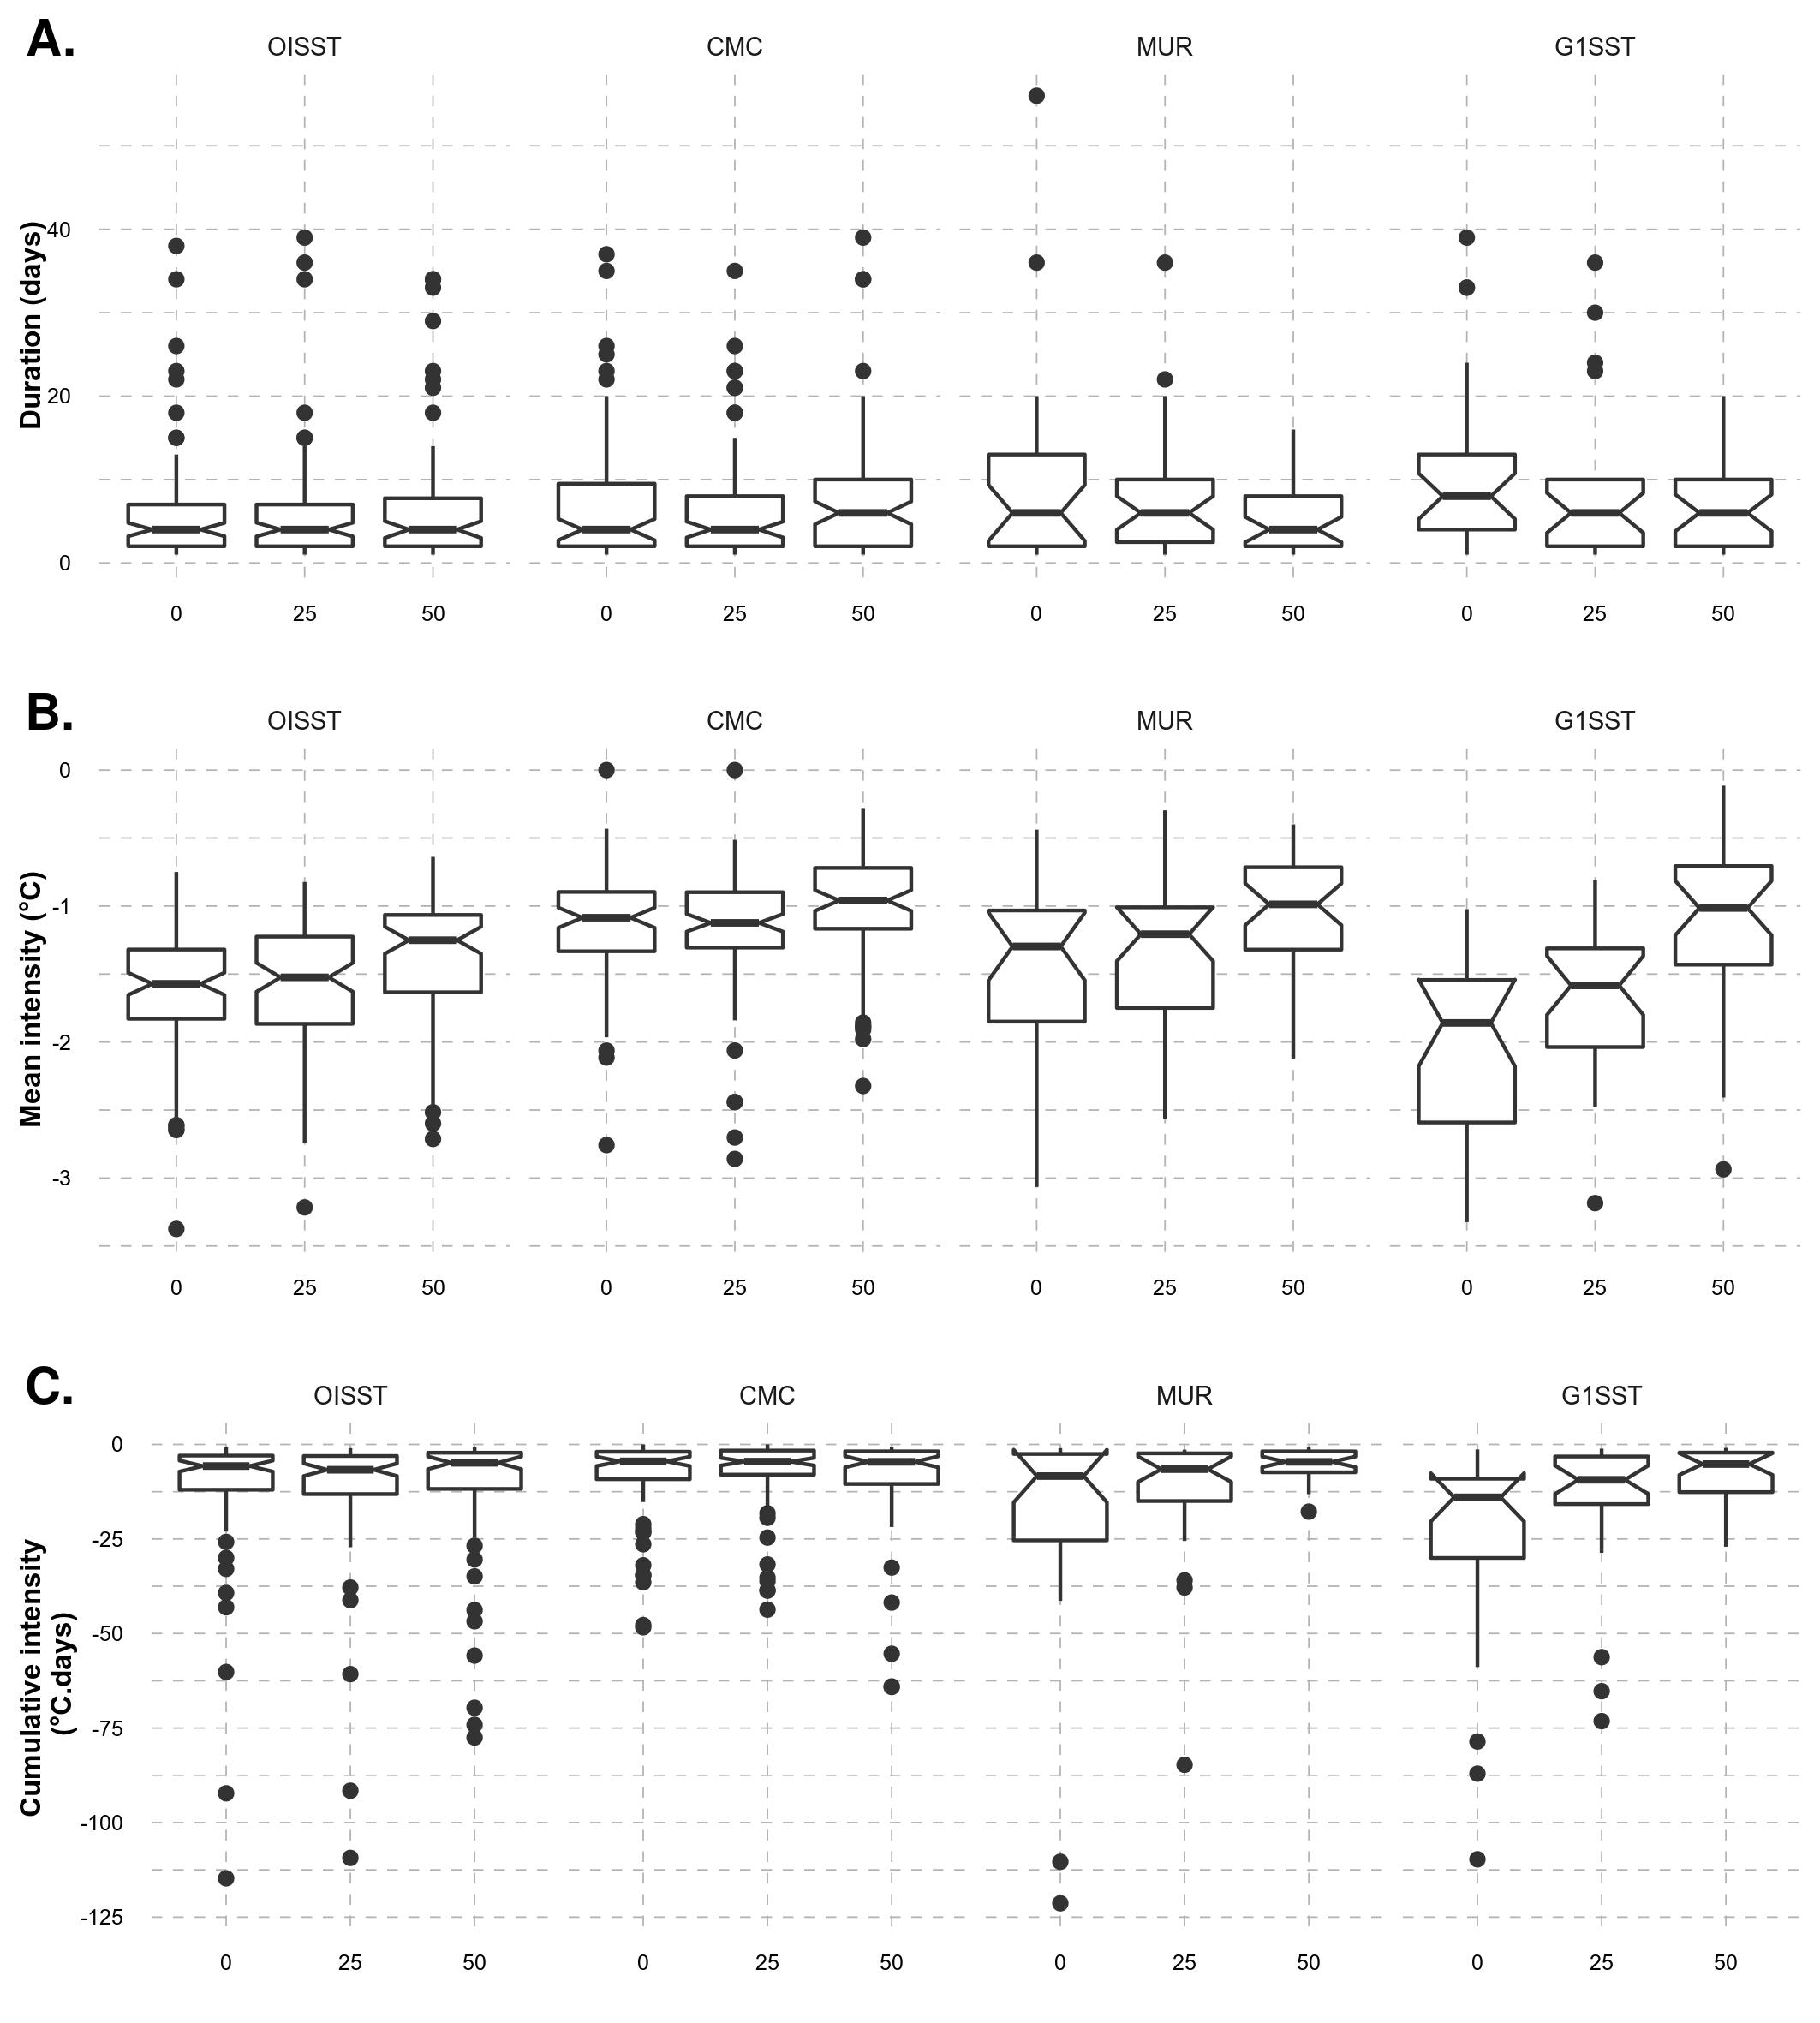 A.
OISST CMC MUR G1SST
Duration (days)
40
20
0
0 25 50 0 25 50 0 25 50 0 25 50
B.
OISST CMC MUR G1SST
Mean intensity (°C)
0
-1
-2
-3
0 25 50 0 25 50 0 25 50 0 25 50
C.
OISST CMC MUR G1SST
Cumulative intensity
(°C.days)
0
-25
-50
-75
-100
-125
0 25 50 0 25 50 0 25 50 0 25 50